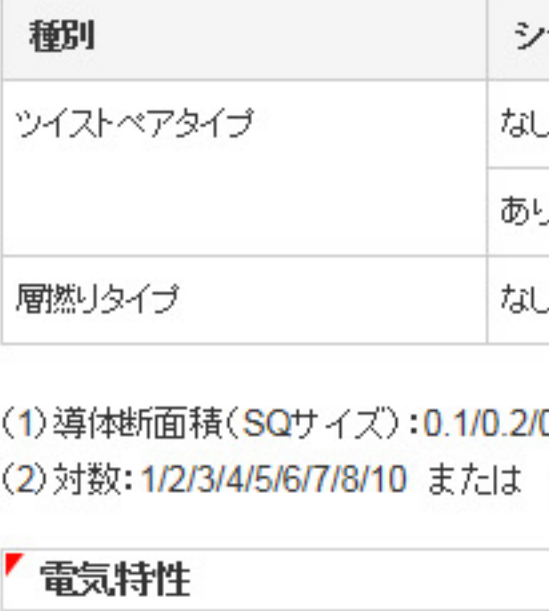 種別
ツイストペアタイプ
なし
あり
層撚りタイプ
なし
(1)導体断面積(SQサイズ):0.1/0.2/
(2)対数:1/2/3/4/5/6/7/8/10 または
電気特性